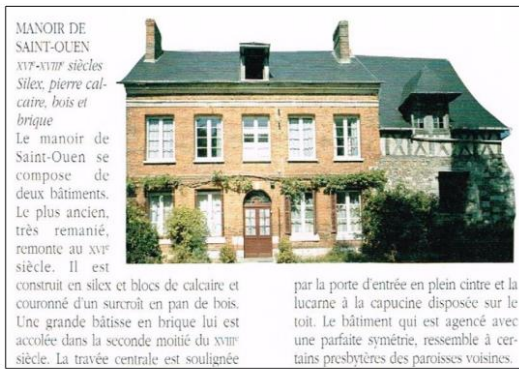 MANOIR DE
SAINT-OUEN
XVIᵉ-XVIIIᵉ siècles
Silex, pierre cal-
caire, bois et
brique
Le manoir de
Saint-Ouen se
compose de
deux bâtiments.
Le plus ancien,
très remanié,
remonte au XVIᵉ
siècle. Il est
construit en silex et blocs de calcaire et
couronné d'un surcroît en pan de bois.
Une grande bâtisse en brique lui est
accolée dans la seconde moitié du XVIIIᵉ
siècle. La travée centrale est soulignée
par la porte d'entrée en plein cintre et la
lucarne à la capucine disposée sur le
toit. Le bâtiment qui est agencé avec
une parfaite symétrie, ressemble à cer-
tains presbytères des paroisses voisines.